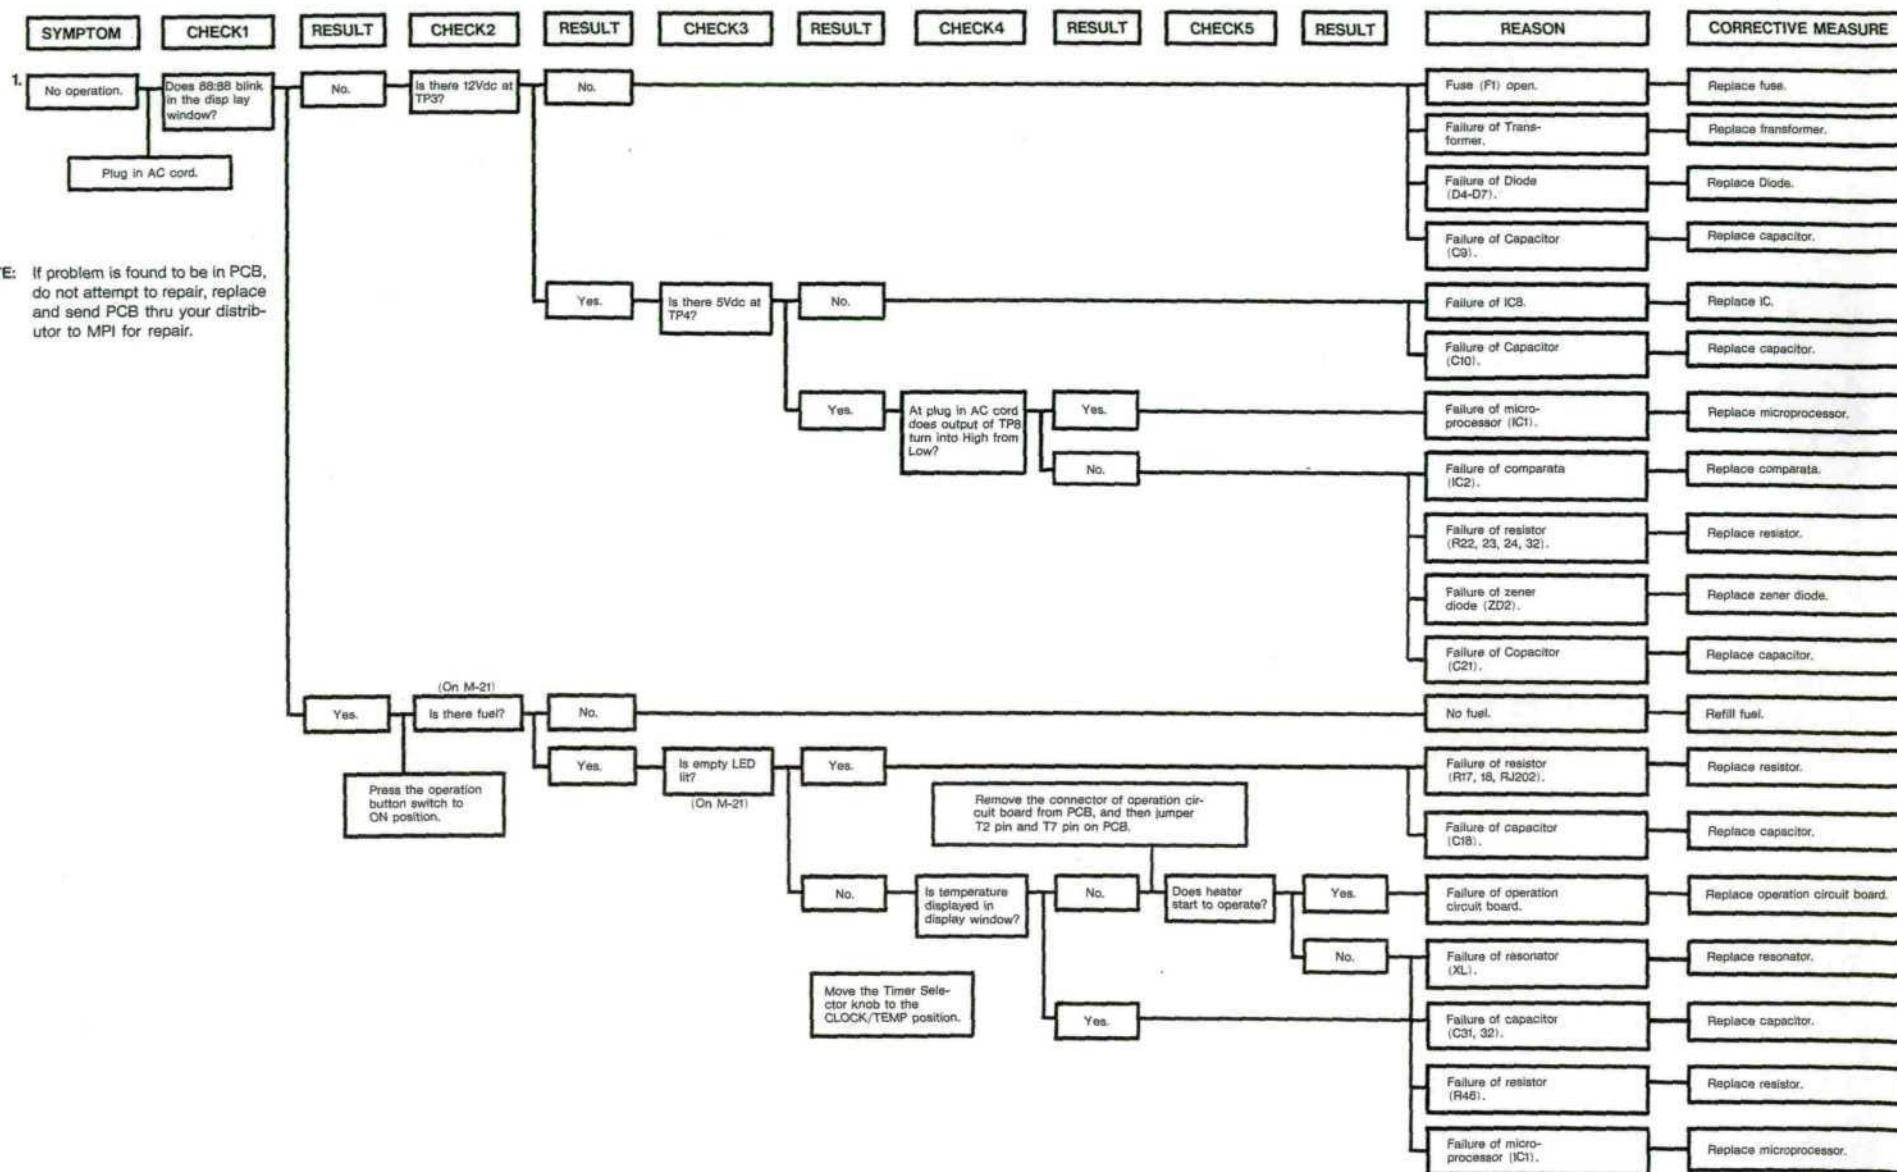 SYMPTOM CHECK1 RESULT CHECK2 RESULT CHECK3 RESULT CHECK4 RESULT CHECK5 RESULT REASON CORRECTIVE MEASURE
1.
No operation.
Does 88:88 blink
in the disp lay
window?
No.
Is there 12Vdc at
TP3?
No.
Fuse (F1) open.
Replace fuse.
Plug in AC cord.
Failure of Trans-
former.
Replace fransformer.
Failure of Diode
(D4-D7).
Replace Diode.
Failure of Capacitor
(C9).
Replace capacitor.
TE: If problem is found to be in PCB,
do not attempt to repair, replace
and send PCB thru your distrib-
utor to MPI for repair.
Yes.
Is there 5Vdc at
TP4?
No.
Failure of IC8.
Replace IC.
Failure of Capacitor
(C10).
Replace capacitor.
Yes.
At plug in AC cord
does output of TP8
turn into High from
Low?
Yes.
Failure of micro-
processor (IC1).
Replace microprocessor.
No.
Failure of comparata
(IC2).
Replace comparata.
Failure of resistor
(R22, 23, 24, 32).
Replace resistor.
Failure of zener
diode (ZD2).
Replace zener diode.
Failure of Copacitor
(C21).
Replace capacitor.
Yes.
(On M-21)
Is there fuel?
No.
No fuel.
Refill fuel.
Press the operation
button switch to
ON position.
Yes.
Is empty LED
lit?
(On M-21)
Yes.
Failure of resistor
(R17, 18, RJ202).
Replace resistor.
Remove the connector of operation cir-
cuit board from PCB, and then jumper
T2 pin and T7 pin on PCB.
Failure of capacitor
(C18).
Replace capacitor.
No.
Is temperature
displayed in
display window?
No.
Does heater
start to operate?
Yes.
Failure of operation
circuit board.
Replace operation circuit board.
No.
Failure of resonator
(XL).
Replace resonator.
Move the Timer Sele-
ctor knob to the
CLOCK/TEMP position.
Yes.
Failure of capacitor
(C31, 32).
Replace capacitor.
Failure of resistor
(R46).
Replace resistor.
Failure of micro-
processor (IC1).
Replace microprocessor.